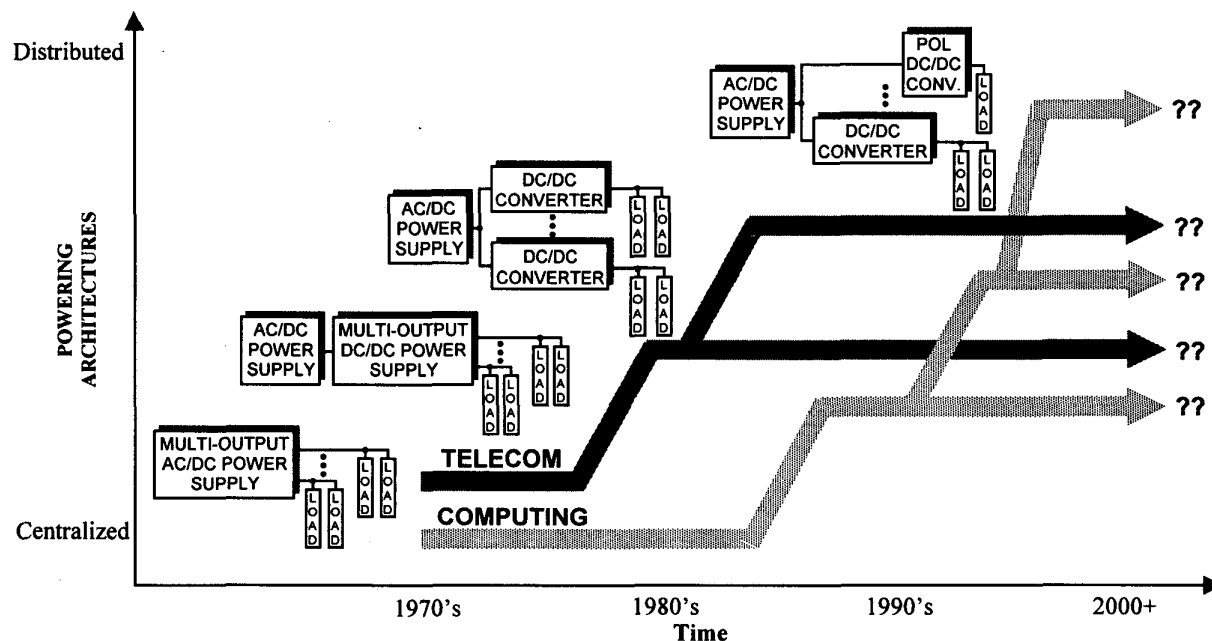 Distributed
POL
DC/DC
CONV.
LOAD
AC/DC
POWER
SUPPLY
DC/DC
CONVERTER
LOAD
LOAD
??
DC/DC
CONVERTER
LOAD
LOAD
AC/DC
POWER
SUPPLY
DC/DC
CONVERTER
LOAD
LOAD
??
??
POWERING
ARCHITECTURES
AC/DC
POWER
SUPPLY
MULTI-OUTPUT
DC/DC POWER
SUPPLY
LOAD
LOAD
LOAD
LOAD
??
??
MULTI-OUTPUT
AC/DC POWER
SUPPLY
LOAD
LOAD
LOAD
LOAD
TELECOM
COMPUTING
Centralized
1970's
1980's
1990's
2000+
Time